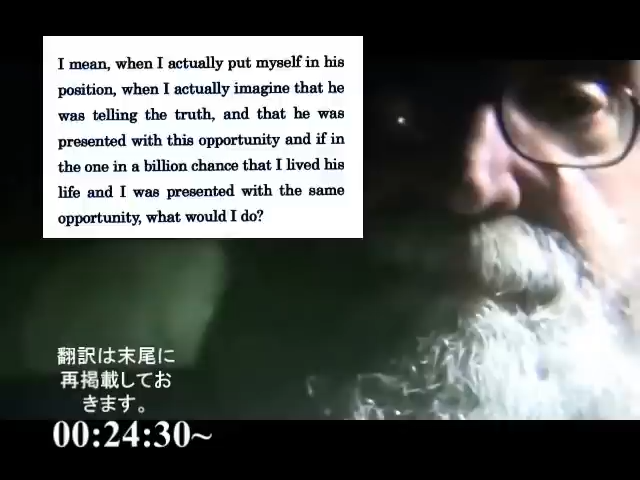 I mean, when I actually put myself in his
position, when I actually imagine that he
was telling the truth, and that he was
presented with this opportunity and if in
the one in a billion chance that I lived his
life and I was presented with the same
opportunity, what would I do?
翻訳は末尾に
再掲載してお
きます。
00:24:30~